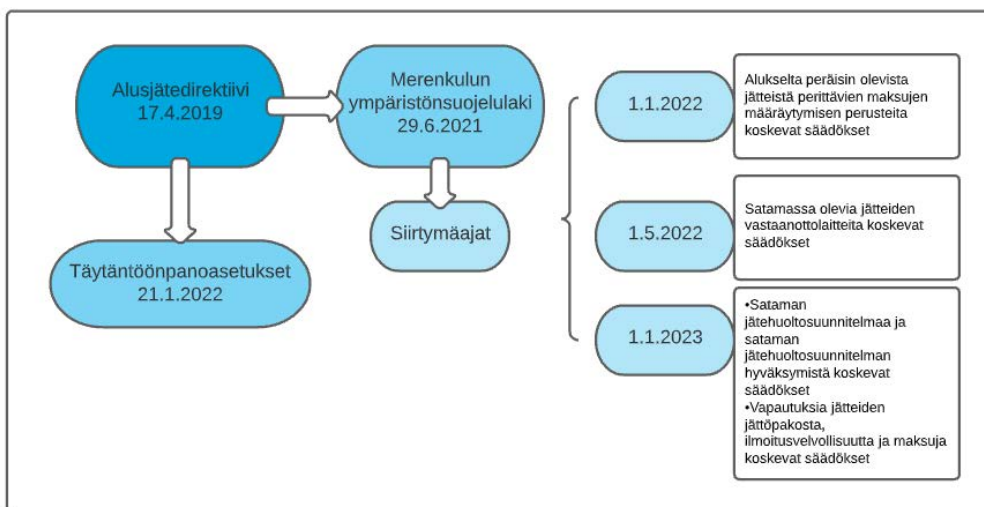 Alusjätedirektiivi
17.4.2019
Merenkulun
ympäristönsuojelulaki
29.6.2021
Täytäntöönpanoasetukset
21.1.2022
Siirtymäajat
1.1.2022
Alukselta peräisin olevista
jätteistä perittävien maksujen
määräytymisen perusteita
koskevat säädökset
1.5.2022
Satamassa olevia jätteiden
vastaanottolaitteita koskevat
säädökset
1.1.2023
•Sataman
jätehuoltosuunnitelmaa ja
sataman
jätehuoltosuunnitelman
hyväksymistä koskevat
säädökset
•Vapautuksia jätteiden
jättöpakosta,
ilmoitusvelvollisuutta ja maksuja
koskevat säädökset